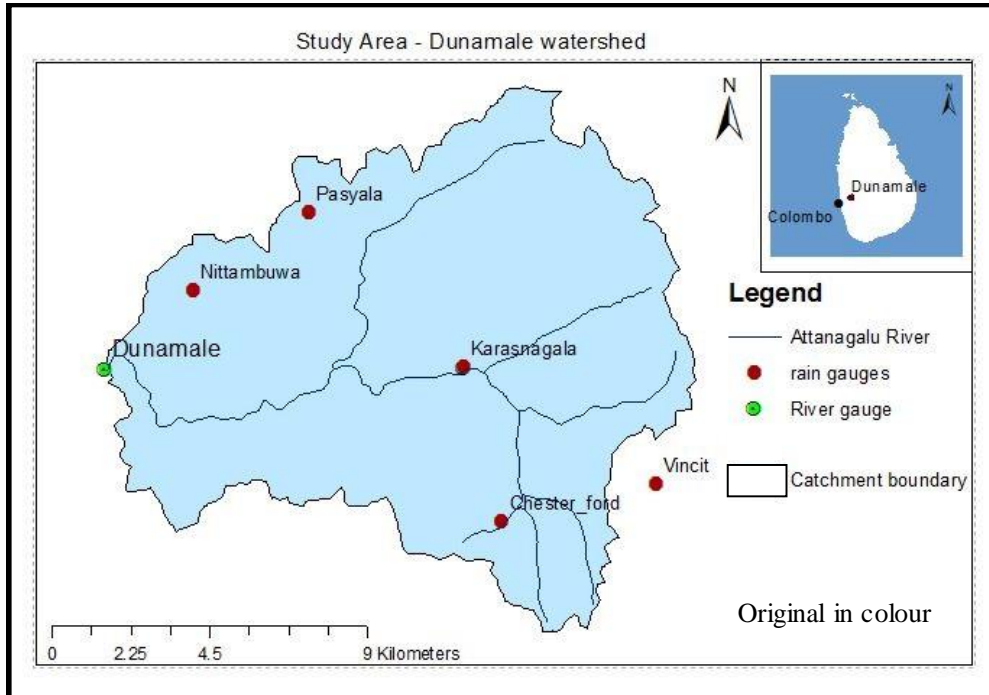 Study Area - Dunamale watershed
N
N
Pasyala
Dunamale
Colombo
Nittambuwa
Legend
Dunamale
Karasnagala
Attanagalu River
rain gauges
River gauge
Vincit
Catchment boundary
Chester_ford
Original in colour
0 2.25 4.5 9 Kilometers